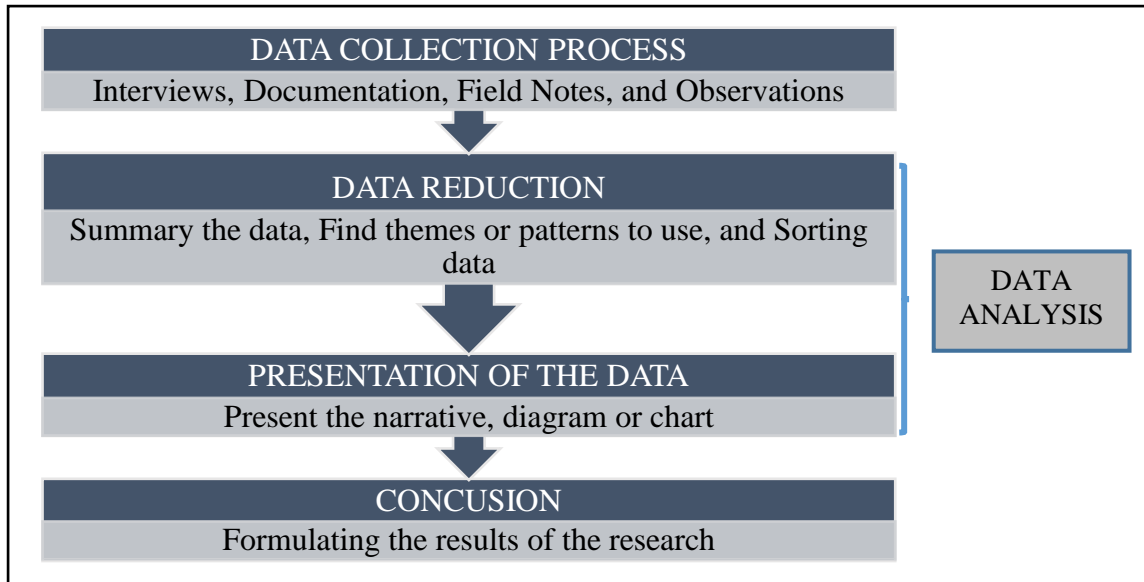 DATA COLLECTION PROCESS
Interviews, Documentation, Field Notes, and Observations
DATA REDUCTION
Summary the data, Find themes or patterns to use, and Sorting
data
DATA
ANALYSIS
PRESENTATION OF THE DATA
Present the narrative, diagram or chart
CONCUSION
Formulating the results of the research